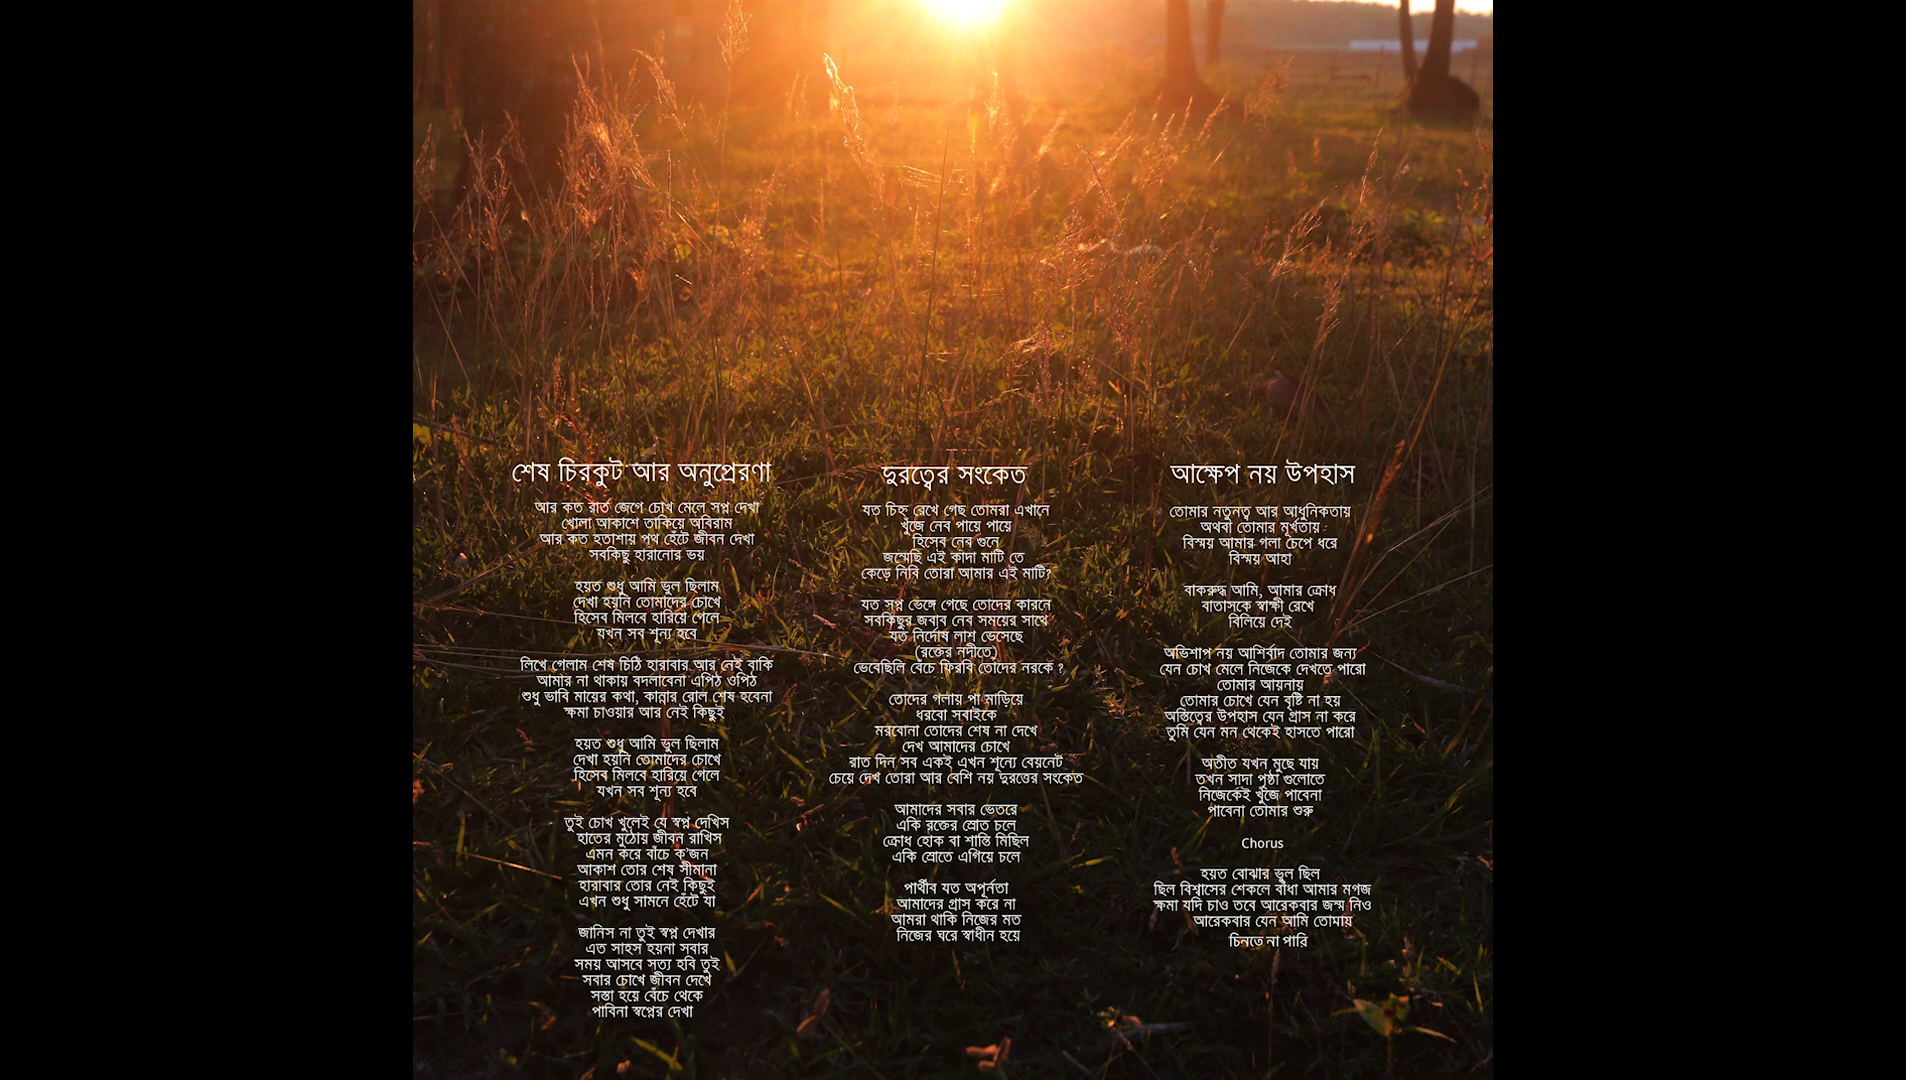 শেষ চিরকুট আর অনুপ্রেরণা
আর কত রাত জেগে চোখ মেলে সপ্ন দেখা
খোলা আকাশে তাকিয়ে অবিরাম
আর কত হতাশায় পথ হেঁটে জীবন দেখা
সবকিছু হারানোর ভয়
হয়ত শুধু আমি ভুল ছিলাম
দেখা হয়নি তোমাদের চোখে
হিসেব মিলবে হারিয়ে গেলে
যখন সব শূন্য হবে
লিখে গেলাম শেষ চিঠি হারাবার আর নেই বাকি
আমার না থাকায় বদলাবেনা এপিঠ ওপিঠ
শুধু ভাবি মায়ের কথা, কান্নার রোল শেষ হবেনা
ক্ষমা চাওয়ার আর নেই কিছুই
হয়ত শুধু আমি ভুল ছিলাম
দেখা হয়নি তোমাদের চোখে
হিসেব মিলবে হারিয়ে গেলে
যখন সব শূন্য হবে
তুই চোখ খুলেই যে স্বপ্ন দেখিস
হাতের মুঠোয় জীবন রাখিস
এমন করে বাঁচে ক'জন
আকাশ তোর শেষ সীমানা
হারাবার তোর নেই কিছুই
এখন শুধু সামনে হেঁটে যা
জানিস না তুই স্বপ্ন দেখার
এত সাহস হয়না সবার
সময় আসবে সত্য হবি তুই
সবার চোখে জীবন দেখে
সস্তা হয়ে বেঁচে থেকে
পাবিনা স্বপ্নের দেখা
দুরত্বের সংকেত
যত চিহ্ন রেখে গেছ তোমরা এখানে
খুঁজে নেব পায়ে পায়ে
হিসেব নেব গুনে
জন্মেছি এই কাদা মাটি তে
কেড়ে নিবি তোরা আমার এই মাটি?
যত সপ্ন ভেঙ্গে গেছে তোদের কারনে
সবকিছুর জবাব নেব সময়ের সাথে
যত নির্দোষ লাশ ভেসেছে
(রক্তের নদীতে)
ভেবেছিলি বেঁচে ফিরবি তোদের নরকে ?
তোদের গলায় পা মাড়িয়ে
ধরবো সবাইকে
মরবোনা তোদের শেষ না দেখে
দেখ আমাদের চোখে
রাত দিন সব একই এখন শূন্যে বেয়নেট
চেয়ে দেখ তোরা আর বেশি নয় দুরত্তের সংকেত
আমাদের সবার ভেতরে
একি রক্তের স্রোত চলে
ক্রোধ হোক বা শান্তি মিছিল
একি স্রোতে এগিয়ে চলে
পার্থীব যত অপূর্নতা
আমাদের গ্রাস করে না
আমরা থাকি নিজের মত
নিজের ঘরে স্বাধীন হয়ে
আক্ষেপ নয় উপহাস
তোমার নতুনত্ব আর আধুনিকতায়
অথবা তোমার মূর্খতায়
বিস্ময় আমার গলা চেপে ধরে
বিস্ময় আহা
বাকরুদ্ধ আমি, আমার ক্রোধ
বাতাসকে স্বাক্ষী রেখে
বিলিয়ে দেই
অভিশাপ নয় আশির্বাদ তোমার জন্য
যেন চোখ মেলে নিজেকে দেখতে পারো
তোমার আয়নায়
তোমার চোখে যেন বৃষ্টি না হয়
অস্তিত্বের উপহাস যেন গ্রাস না করে
তুমি যেন মন থেকেই হাসতে পারো
অতীত যখন মুছে যায়
তখন সাদা পৃষ্ঠা গুলোতে
নিজেকেই খুঁজে পাবেনা
পাবেনা তোমার শুরু
Chorus
হয়ত বোঝার ভুল ছিল
ছিল বিশ্বাসের শেকলে বাঁধা আমার মগজ
ক্ষমা যদি চাও তবে আরেকবার জন্ম নিও
আরেকবার যেন আমি তোমায়
চিনতে না পারি